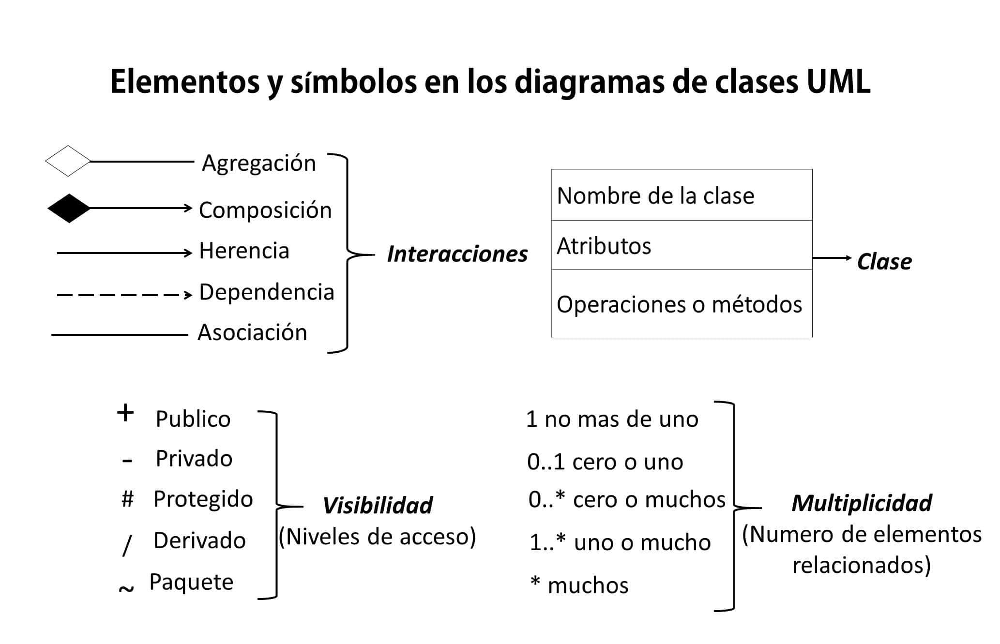 Elementos y símbolos en los diagramas de clases UML
Agregación
Composición
Herencia
Dependencia
Asociación
Interacciones
Nombre de la clase
Atributos
Operaciones o métodos
Clase
+ Publico
- Privado
# Protegido
/ Derivado
~ Paquete
Visibilidad
(Niveles de acceso)
1 no mas de uno
0..1 cero o uno
0..* cero o muchos
1..* uno o mucho
* muchos
Multiplicidad
(Numero de elementos
relacionados)